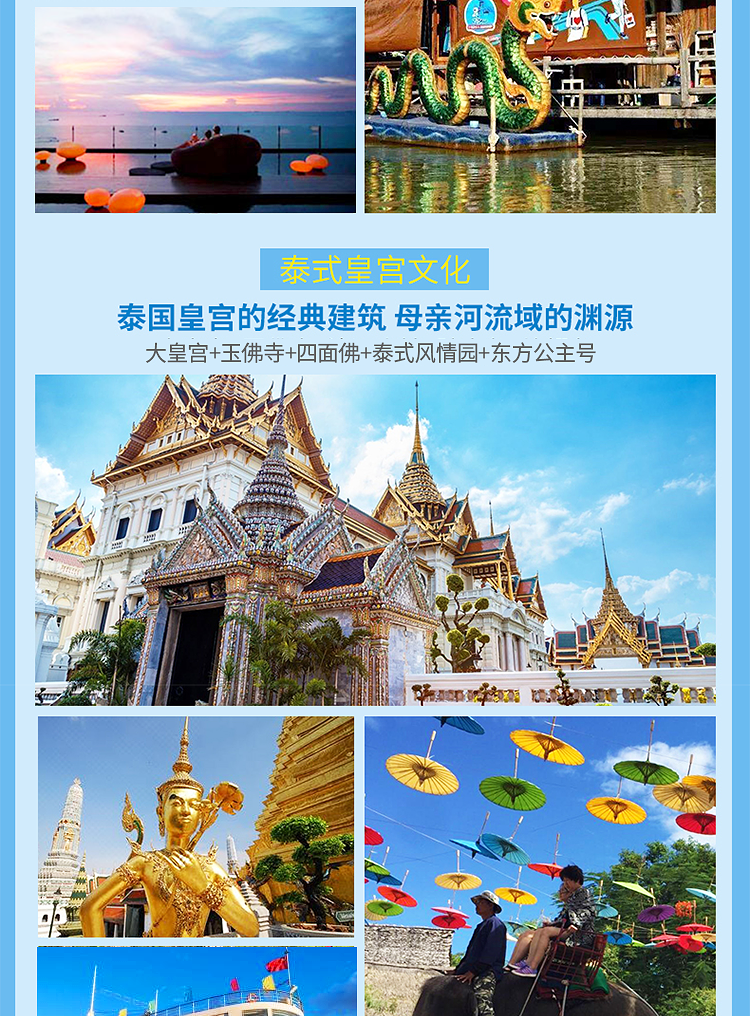 泰式皇宫文化
泰国皇宫的经典建筑 母亲河流域的渊源
大皇宫+玉佛寺+四面佛+泰式风情园+东方公主号